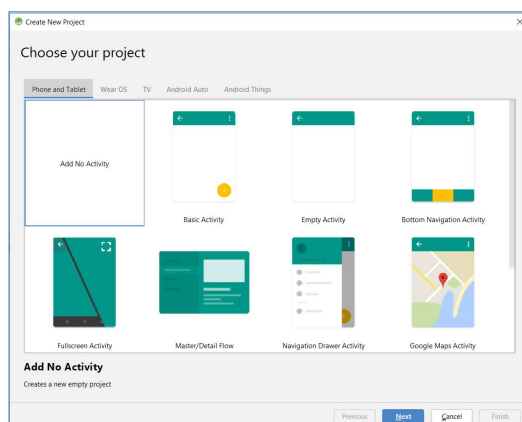 Create New Project
Choose your project
Phone and Tablet Wear OS TV Android Auto Android Things
Add No Activity
Basic Activity Empty Activity Bottom Navigation Activity
Fullscreen Activity Master/Detail Flow Navigation Drawer Activity Google Maps Activity
Add No Activity
Creates a new empty project
Previous Next Cancel Finish